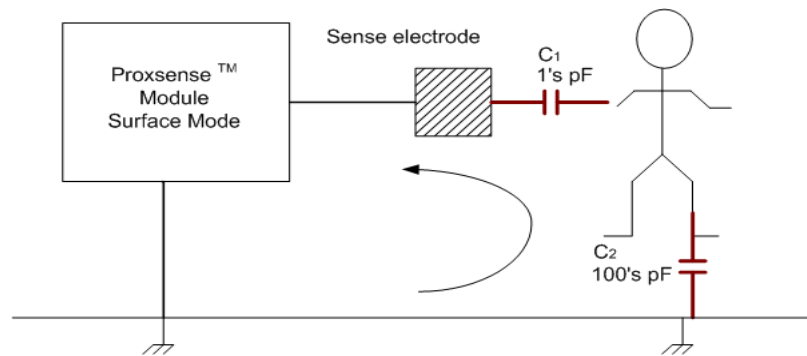 Proxsense ™
Module
Surface Mode
Sense electrode
C₁
1's pF
C₂
100's pF